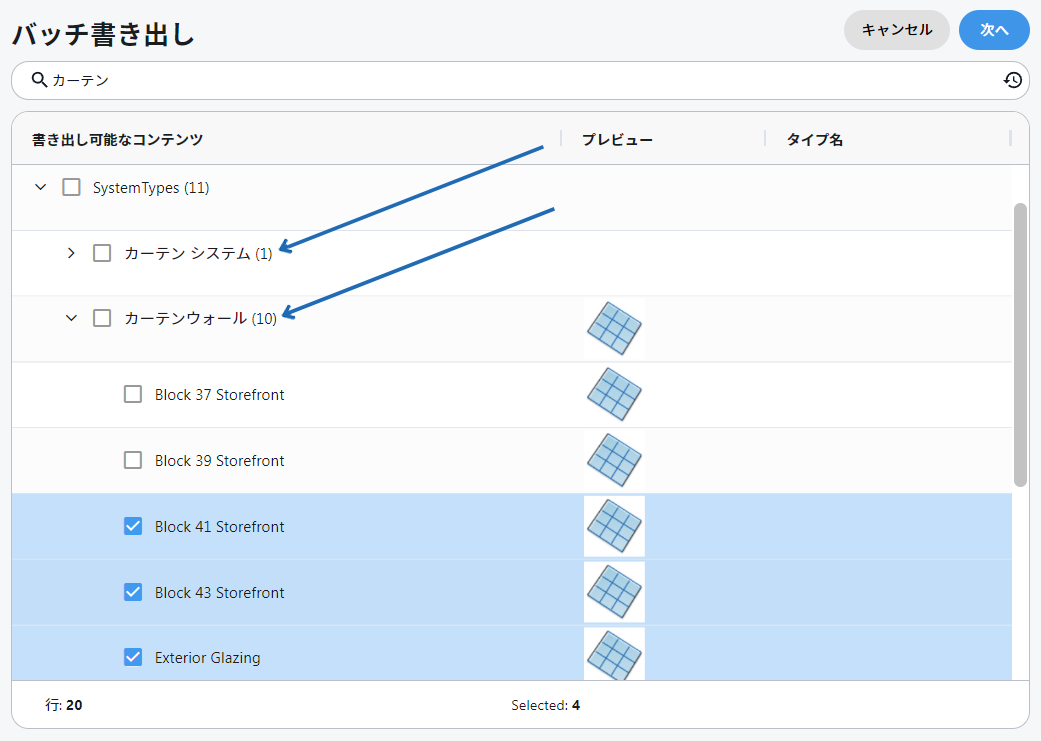 バッチ書き出し
キャンセル
次へ
カーテン
書き出し可能なコンテンツ プレビュー タイプ名
SystemTypes (11)
カーテン システム (1)
カーテンウォール (10)
Block 37 Storefront
Block 39 Storefront
Block 41 Storefront
Block 43 Storefront
Exterior Glazing
行: 20 Selected: 4